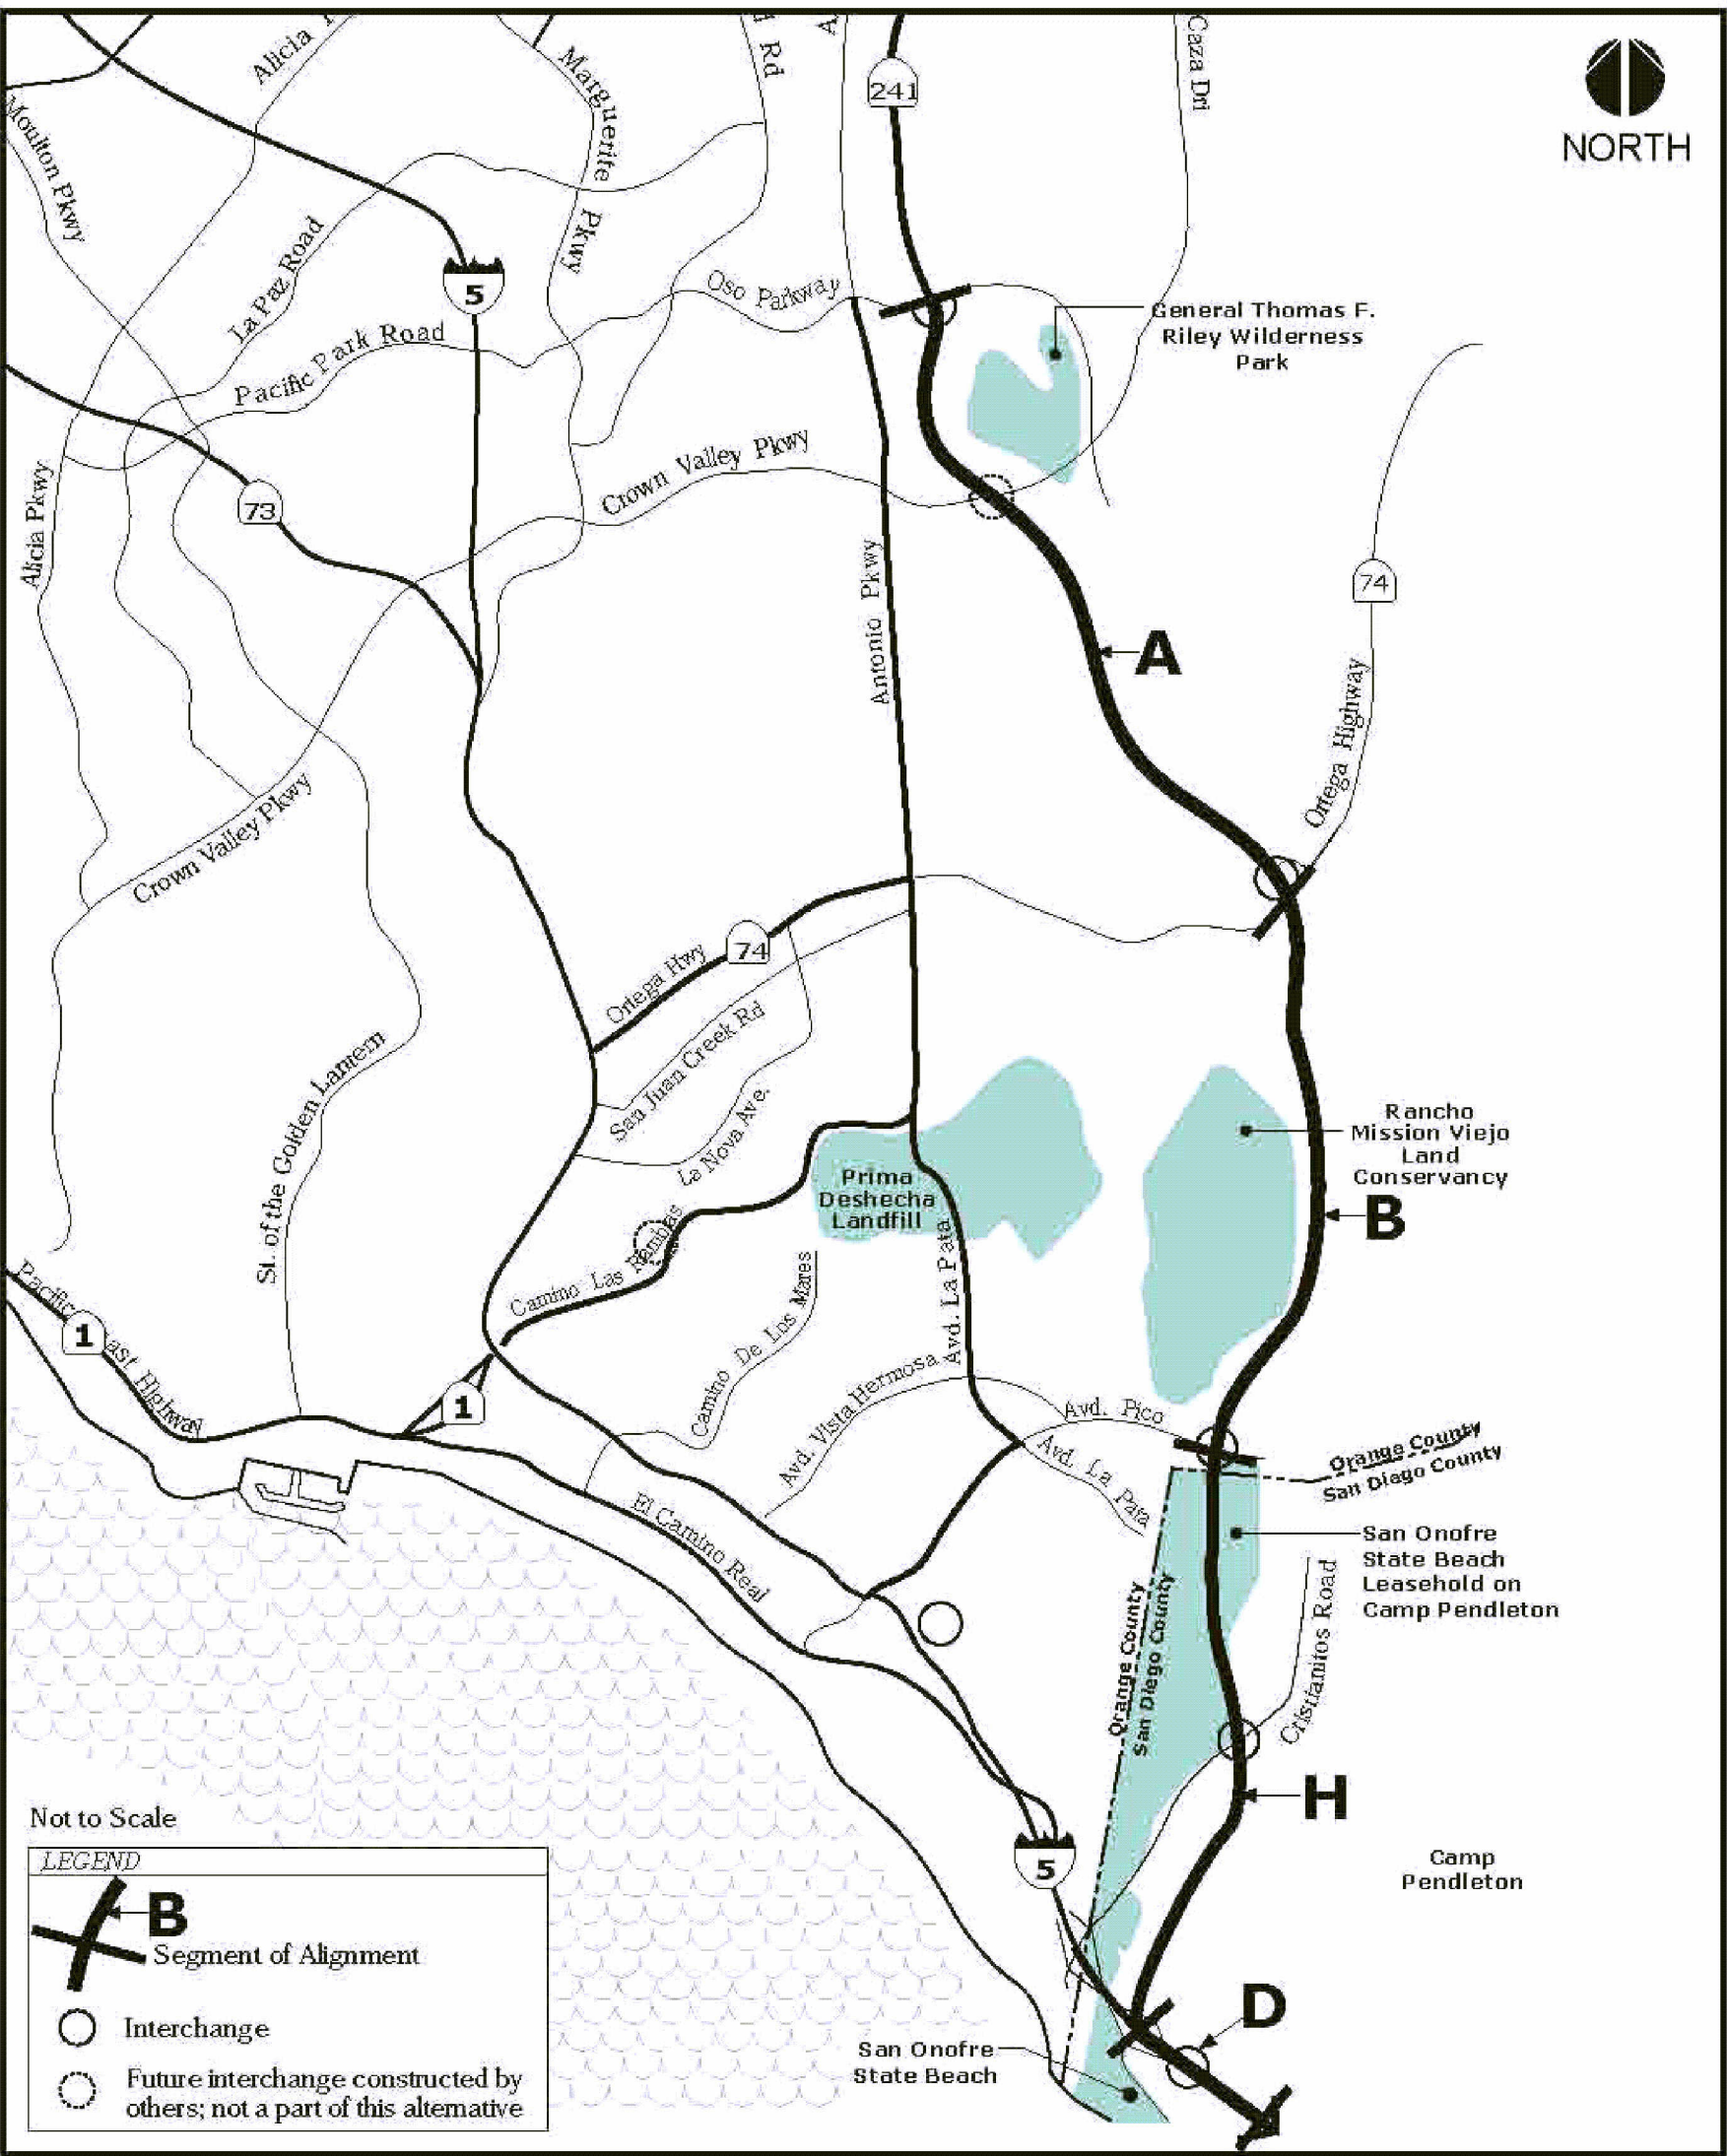 Alicia
Marguerite
Pkwy
Rd
241
Caza Dri
NORTH
Moulton Pkwy
La Paz Road
5
Oso Parkway
General Thomas F.
Riley Wilderness
Park
Pacific Park Road
Crown Valley Pkwy
Alicia Pkwy
73
Antonio Pkwy
74
A
Ortega Highway
Crown Valley Pkwy
74
Ortega Hwy
San Juan Creek Rd
La Nova Ave.
St. of the Golden Lantern
Rancho
Mission Viejo
Land
Conservancy
B
Prima
Deshecha
Landfill
Camino Las Ramblas
Camino De Los Mares
Avd. La Pata
Avd. Vista Hermosa
Pacific
1
ast Highway
1
Avd. Pico
Avd. La Pata
Orange County
San Diago County
El Camino Real
San Onofre
State Beach
Leasehold on
Camp Pendleton
Orange County
San Diego County
Cristianitos Road
H
5
Camp
Pendleton
D
San Onofre
State Beach
Not to Scale
LEGEND
B
Segment of Alignment
Interchange
Future interchange constructed by
others; not a part of this alternative